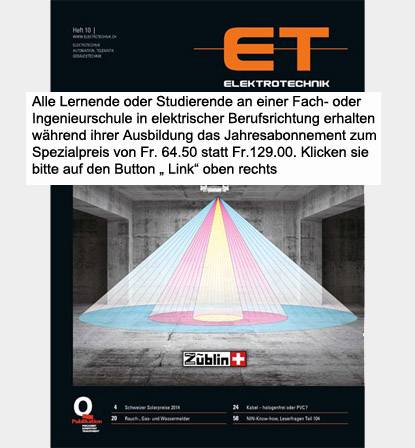 Heft 10 |
WWW.ELEKTROTECHNIK.CH
ELEKTROTECHNIK
AUTOMATION, TELEMATIK
GEBÄUDETECHNIK
ET
ELEKTROTECHNIK
Alle Lernende oder Studierende an einer Fach- oder
Ingenieurschule in elektrischer Berufsrichtung erhalten
während ihrer Ausbildung das Jahresabonnement zum
Spezialpreis von Fr. 64.50 statt Fr.129.00. Klicken sie
bitte auf den Button „ Link“ oben rechts
Züblin
Q
Publikation
4 Schweizer Solarpreise 2014
20 Rauch-, Gas- und Wassermelder
24 Kabel – halogenfrei oder PVC?
58 NIN-Know-how, Leserfragen Teil 104